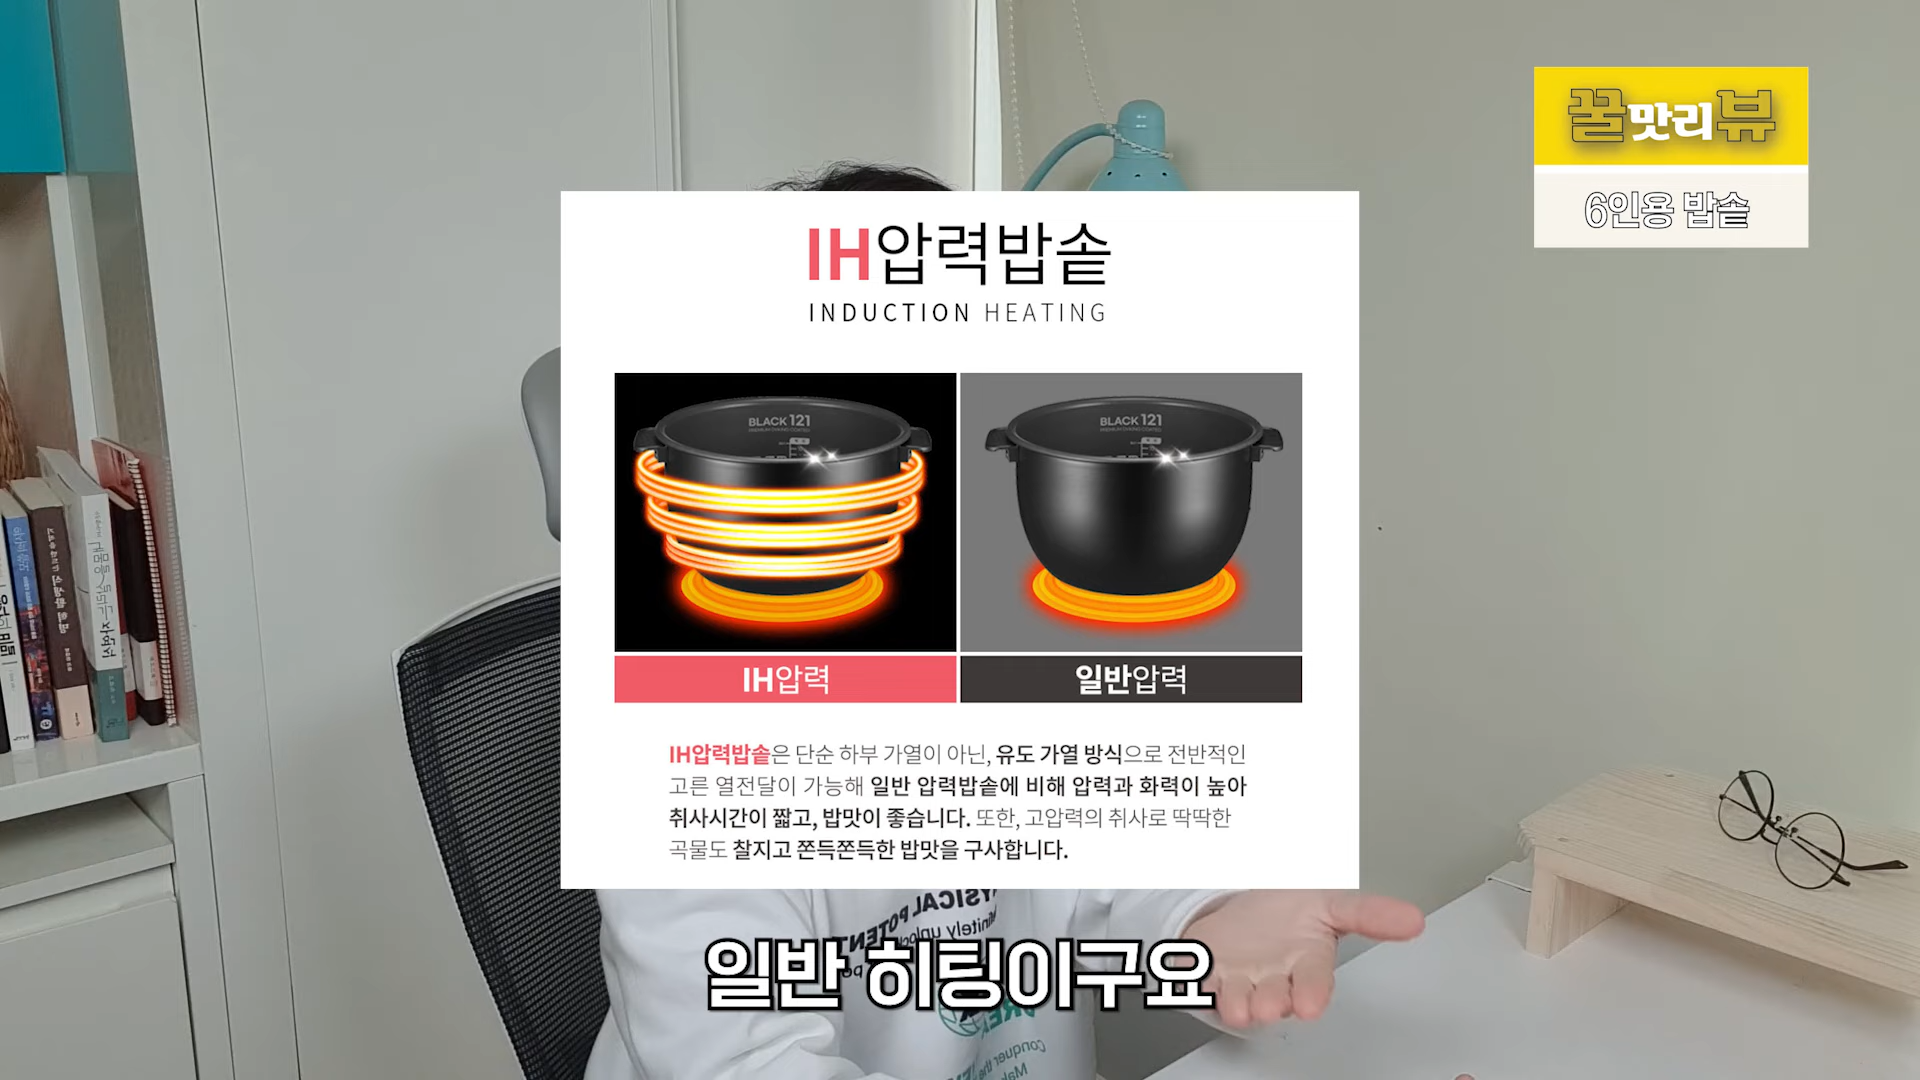 꿀맛리뷰
6인용 밥솥
IH압력밥솥
INDUCTION HEATING
BLACK 121
BLACK 121
IH압력
일반압력
IH압력밥솥은 단순 하부 가열이 아닌, 유도 가열 방식으로 전반적인
고른 열전달이 가능해 일반 압력밥솥에 비해 압력과 화력이 높아
취사시간이 짧고, 밥맛이 좋습니다. 또한, 고압력의 취사로 딱딱한
곡물도 찰지고 쫀득쫀득한 밥맛을 구사합니다.
일반 히팅이구요